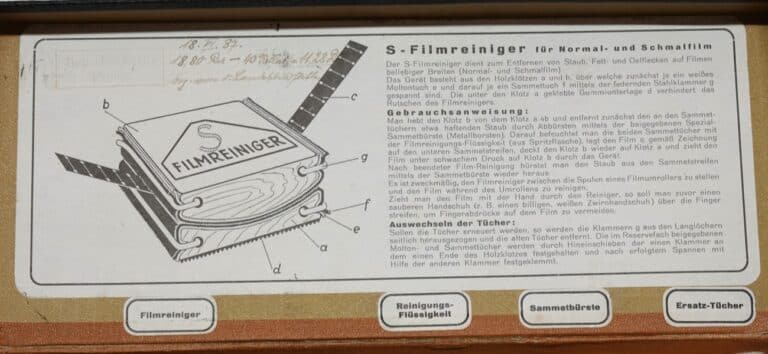 18. VI. 37.
S-Filmreiniger für Normal- und Schmalfilm
Der S-Filmreiniger dient zum Entfernen von Staub, Fett- und Oelflecken auf Filmen
beliebiger Breiten (Normal- und Schmalfilm).
Das Gerät besteht aus den Holzklötzen a und b, über welche zunächst je ein weißes
Moltontuch e und darauf je ein Sammettuch f mittels der federnden Stahlklammer g
gespannt sind. Die unter den Klotz a geklebte Gummiunterlage d verhindert das
Rutschen des Filmreinigers.
Gebrauchsanweisung:
Man hebt den Klotz b von dem Klotz a ab und entfernt zunächst den an den Sammet-
tüchern etwa haftenden Staub durch Abbürsten mittels der beigegebenen Spezial-
Sammetbürste (Metallborsten). Darauf befeuchtet man die beiden Sammettücher mit
der Filmreinigungs-Flüssigkeit (aus Spritzflasche), legt den Film c gemäß Zeichnung
auf den unteren Sammetstreifen, deckt den Klotz b wieder auf Klotz a und zieht den
Film unter schwachem Druck auf Klotz b durch das Gerät.
Nach beendeter Film-Reinigung bürstet man den Staub aus den Sammetstreifen
mittels der Sammetbürste wieder heraus.
Es ist zweckmäßig, den Filmreiniger zwischen die Spulen eines Filmumrollers zu stellen
und den Film während des Umrollens zu reinigen.
Zieht man den Film mit der Hand durch den Reiniger, so soll man zuvor einen
sauberen Handschuh (z. B. einen billigen, weißen Zwirnhandschuh) über die Finger
streifen, um Fingerabdrücke auf dem Film zu vermeiden.
Auswechseln der Tücher:
Sollen die Tücher erneuert werden, so werden die Klammern g aus den Langlöchern
seitlich herausgezogen und die alten Tücher entfernt. Die im Reservefach beigegebenen
Molton- und Sammettücher werden durch Hineinschieben der einen Klammer an
dem einen Ende des Holzklotzes festgehalten und nach erfolgtem Spannen mit
Hilfe der anderen Klammer festgeklemmt.
b
c
S
FILMREINIGER
g
f
e
a
d
Filmreiniger
Reinigungs-
Flüssigkeit
Sammetbürste
Ersatz-Tücher